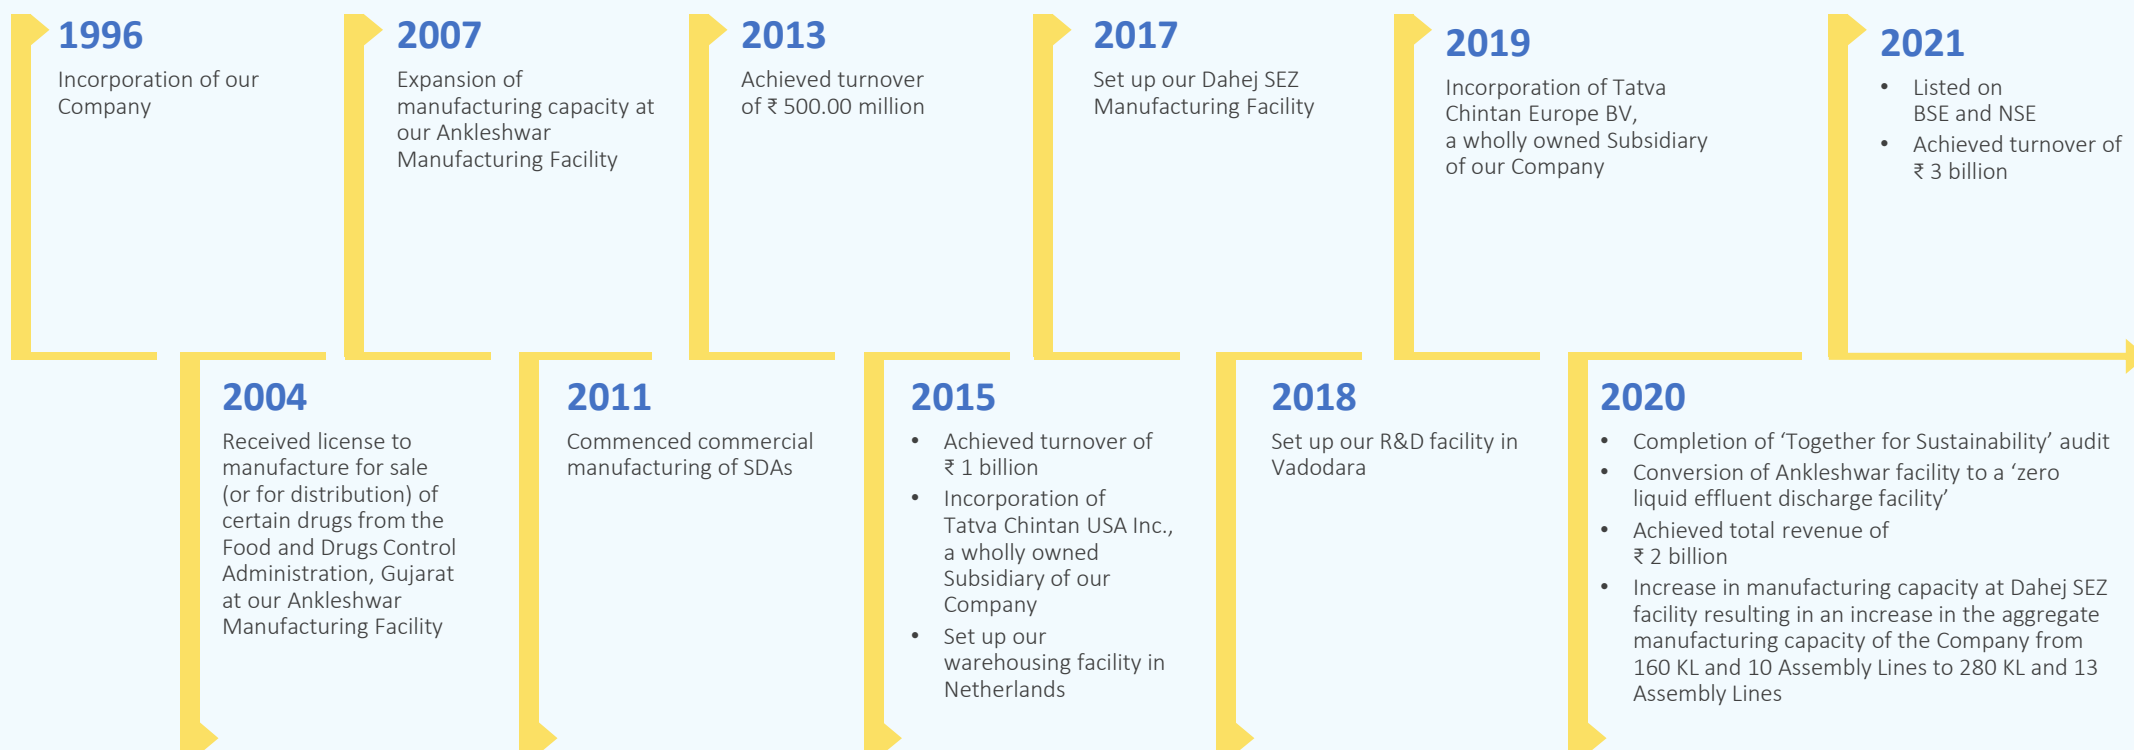 1996
Incorporation of our
Company
2004
Received license to
manufacture for sale
(or for distribution) of
certain drugs from the
Food and Drugs Control
Administration, Gujarat
at our Ankleshwar
Manufacturing Facility
2007
Expansion of
manufacturing capacity at
our Ankleshwar
Manufacturing Facility
2011
Commenced commercial
manufacturing of SDAs
2013
Achieved turnover
of ₹ 500.00 million
2015
• Achieved turnover of
₹ 1 billion
• Incorporation of
Tatva Chintan USA Inc.,
a wholly owned
Subsidiary of our
Company
• Set up our
warehousing facility in
Netherlands
2017
Set up our Dahej SEZ
Manufacturing Facility
2018
Set up our R&D facility in
Vadodara
2019
Incorporation of Tatva
Chintan Europe BV,
a wholly owned Subsidiary
of our Company
2020
• Completion of ‘Together for Sustainability’ audit
• Conversion of Ankleshwar facility to a ‘zero
liquid effluent discharge facility’
• Achieved total revenue of
₹ 2 billion
• Increase in manufacturing capacity at Dahej SEZ
facility resulting in an increase in the aggregate
manufacturing capacity of the Company from
160 KL and 10 Assembly Lines to 280 KL and 13
Assembly Lines
2021
• Listed on
BSE and NSE
• Achieved turnover of
₹ 3 billion